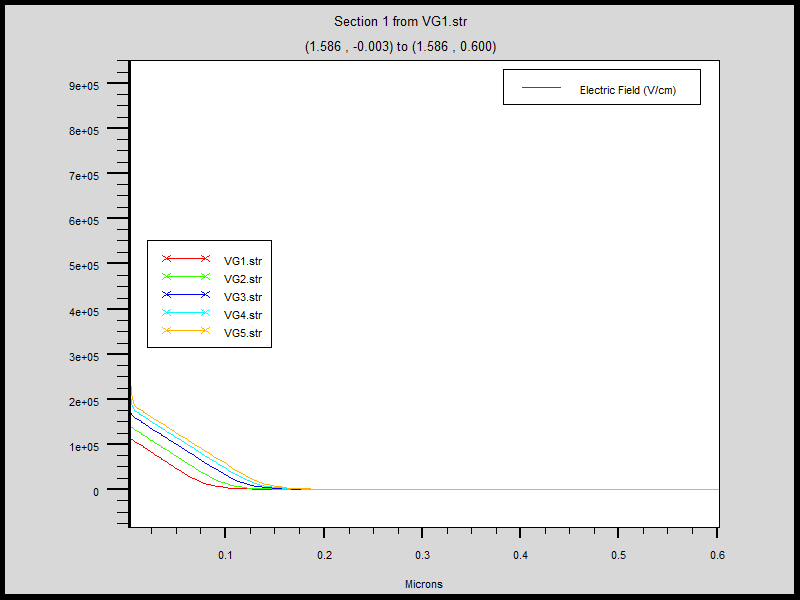 Section 1 from VG1.str
(1.586 , -0.003) to (1.586 , 0.600)
Electric Field (V/cm)
9e+05
8e+05
7e+05
6e+05
5e+05
4e+05
3e+05
2e+05
1e+05
0
VG1.str
VG2.str
VG3.str
VG4.str
VG5.str
0.1 0.2 0.3 0.4 0.5 0.6
Microns